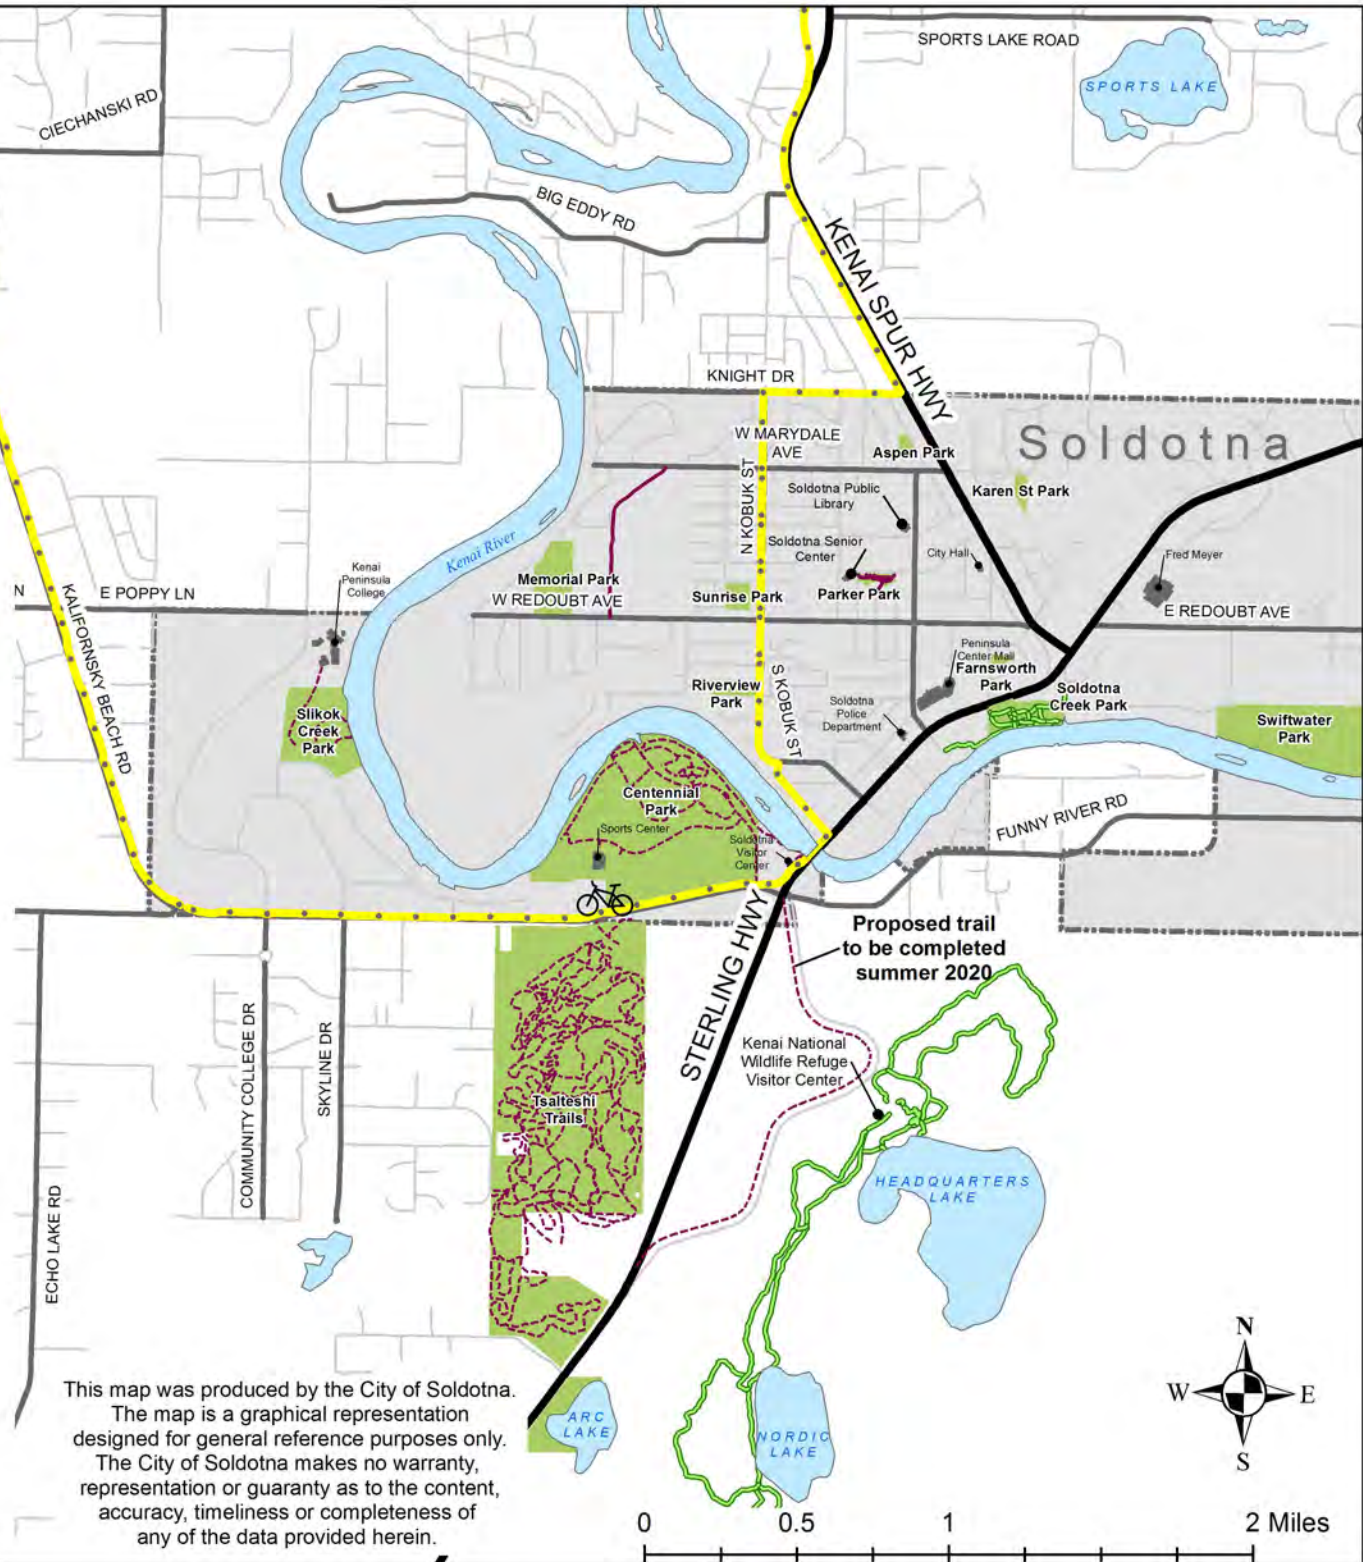 SPORTS LAKE ROAD
SPORTS LAKE
CIECHANSKI RD
BIG EDDY RD
KENAI SPUR HWY
KNIGHT DR
W MARYDALE
AVE
Aspen Park
Soldotna
N KOBUK ST
Soldotna Public
Library
Karen St Park
Kenai River
Soldotna Senior
Center
City Hall
Fred Meyer
Kenai
Peninsula
College
Memorial Park
W REDOUBT AVE
Sunrise Park
Parker Park
N
E POPPY LN
E REDOUBT AVE
KALIFORNSKY BEACH RD
Peninsula
Center Mall
Farnsworth
Park
Riverview
Park
S KOBUK ST
Soldotna
Police
Department
Soldotna
Creek Park
Slikok
Creek
Park
Swiftwater
Park
Centennial
Park
Sports Center
Soldotna
Visitor
Center
FUNNY RIVER RD
STERLING HWY
Proposed trail
to be completed
summer 2020
COMMUNITY COLLEGE DR
SKYLINE DR
Kenai National
Wildlife Refuge
Visitor Center
Tsalteshi
Trails
HEADQUARTERS
LAKE
ECHO LAKE RD
N
W
E
S
This map was produced by the City of Soldotna.
The map is a graphical representation
designed for general reference purposes only.
The City of Soldotna makes no warranty,
representation or guaranty as to the content,
accuracy, timeliness or completeness of
any of the data provided herein.
ARC
LAKE
NORDIC
LAKE
0 0.5 1 2 Miles